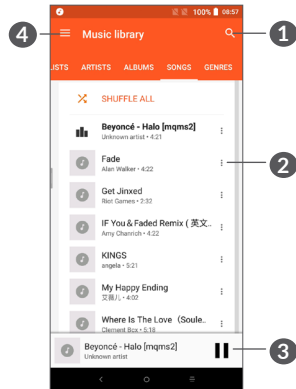 100% 08:57
4
Music library
1
ISTS ARTISTS ALBUMS SONGS GENRES
SHUFFLE ALL
Beyoncé - Halo [mqms2]
Unknown artist • 4:21
Fade
Alan Walker • 4:22
2
Get Jinxed
Riot Games • 2:32
IF You & Faded Remix ( 英文..
Amy Chanrich • 4:22
KINGS
angela • 5:21
My Happy Ending
艾薇儿 • 4:02
Where Is The Love（Soule..
Clement Box • 5:18
Beyoncé - Halo [mqms2]
Unknown artist
3